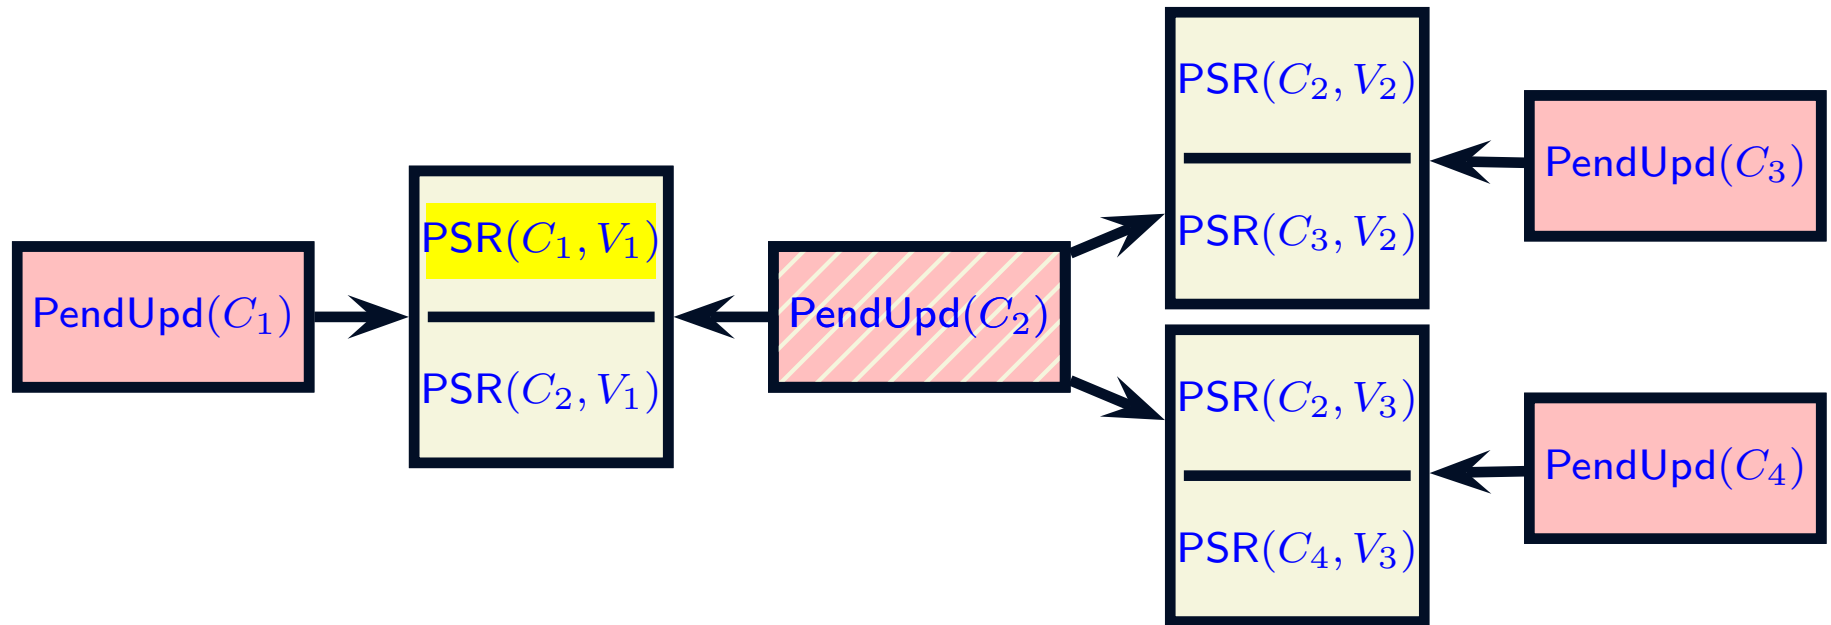 PendUpd(C₁)
PSR(C₁, V₁)
PSR(C₂, V₁)
PendUpd(C₂)
PSR(C₂, V₂)
PSR(C₃, V₂)
PSR(C₂, V₃)
PSR(C₄, V₃)
PendUpd(C₃)
PendUpd(C₄)